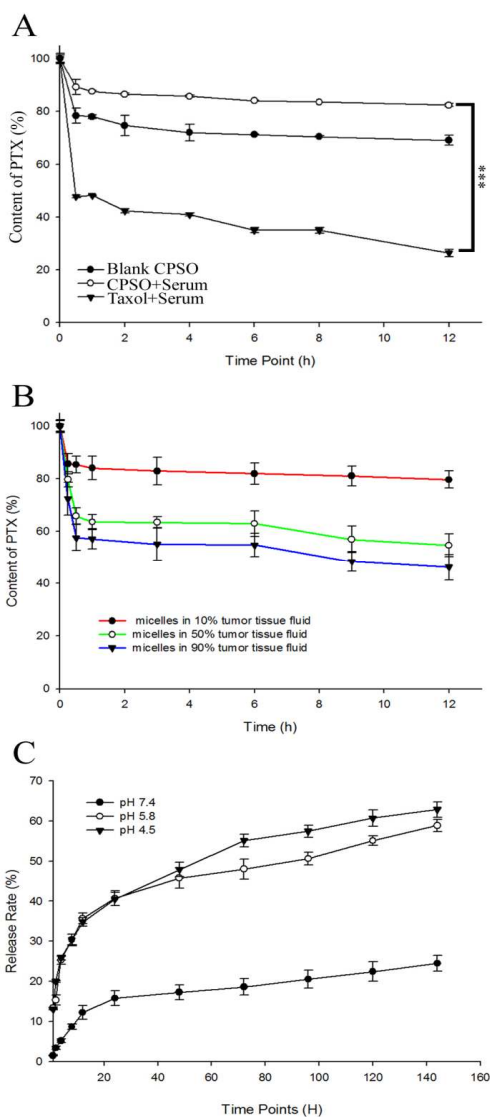 A
100
80
60
40
20
0
Content of PTX (%)
Blank CPSO
CPSO+Serum
Taxol+Serum
***
0 2 4 6 8 10 12
Time Point (h)
B
100
80
60
40
20
0
Content of PTX (%)
micelles in 10% tumor tissue fluid
micelles in 50% tumor tissue fluid
micelles in 90% tumor tissue fluid
0 2 4 6 8 10 12
Time (h)
C
70
60
50
40
30
20
10
0
Release Rate (%)
pH 7.4
pH 5.8
pH 4.5
20 40 60 80 100 120 140 160
Time Points (H)